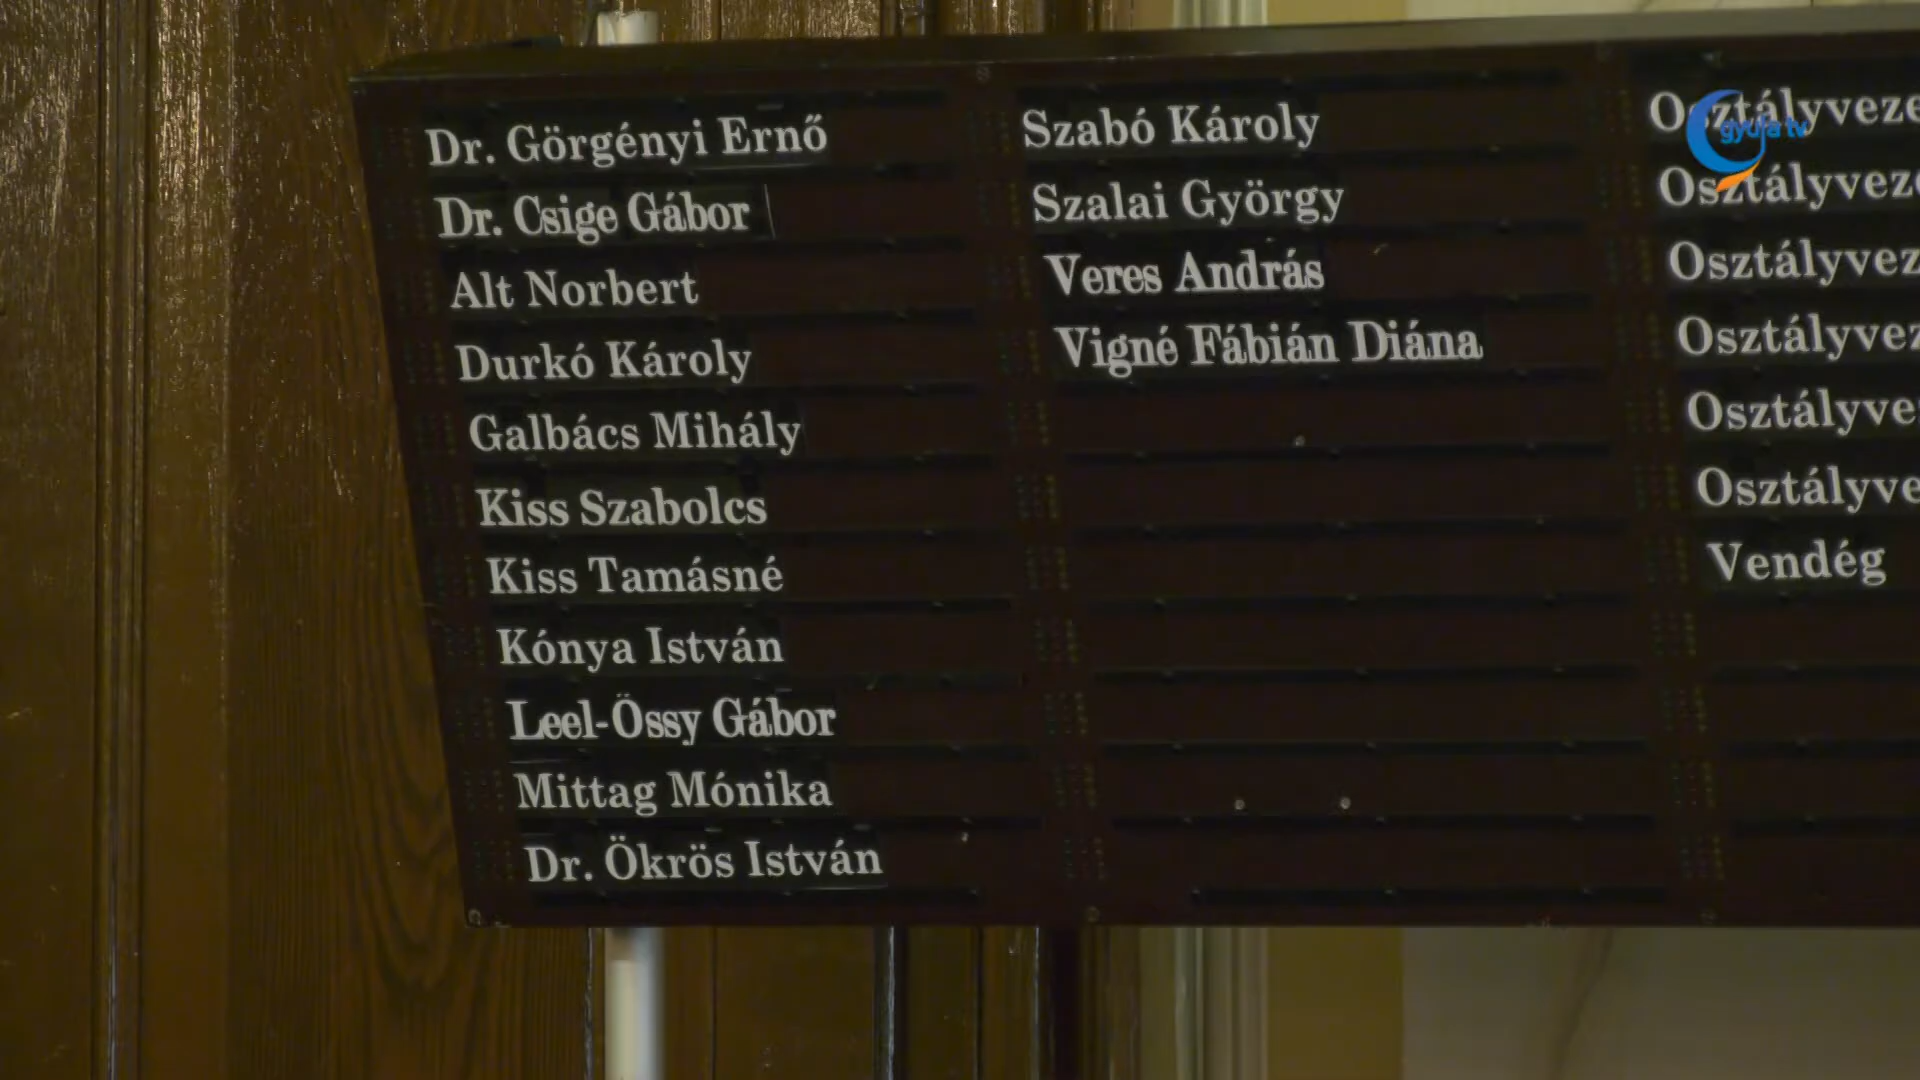 Dr. Görgényi Ernő
Dr. Csige Gábor
Alt Norbert
Durkó Károly
Galbács Mihály
Kiss Szabolcs
Kiss Tamásné
Kónya István
Leel-Össy Gábor
Mittag Mónika
Dr. Ökrös István
Szabó Károly
Szalai György
Veres András
Vigné Fábián Diána
Vendég
gyulatv